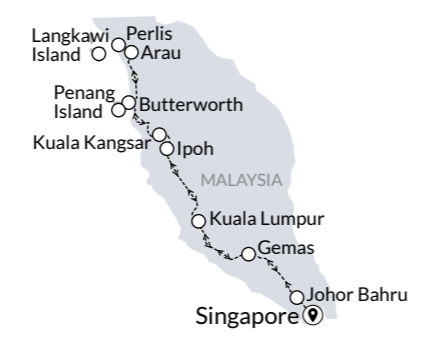 Langkawi
Island
Perlis
Arau
Penang
Island
Butterworth
Kuala Kangsar
Ipoh
MALAYSIA
Kuala Lumpur
Gemas
Johor Bahru
Singapore